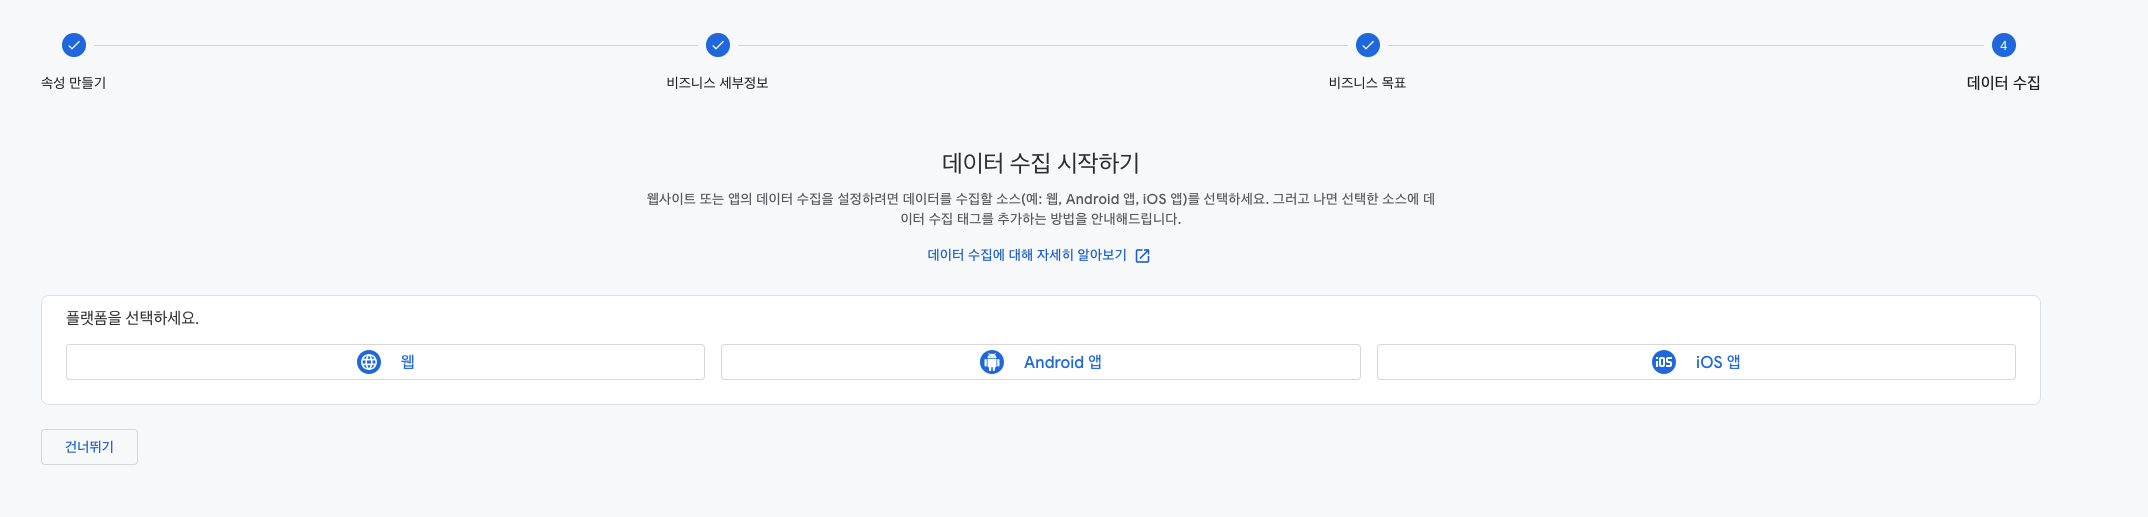 4
속성 만들기
비즈니스 세부정보
비즈니스 목표
데이터 수집
데이터 수집 시작하기
웹사이트 또는 앱의 데이터 수집을 설정하려면 데이터를 수집할 소스(예: 웹, Android 앱, iOS 앱)를 선택하세요. 그러고 나면 선택한 소스에 데
이터 수집 태그를 추가하는 방법을 안내해드립니다.
데이터 수집에 대해 자세히 알아보기
플랫폼을 선택하세요.
웹
Android 앱
iOS
iOS 앱
건너뛰기